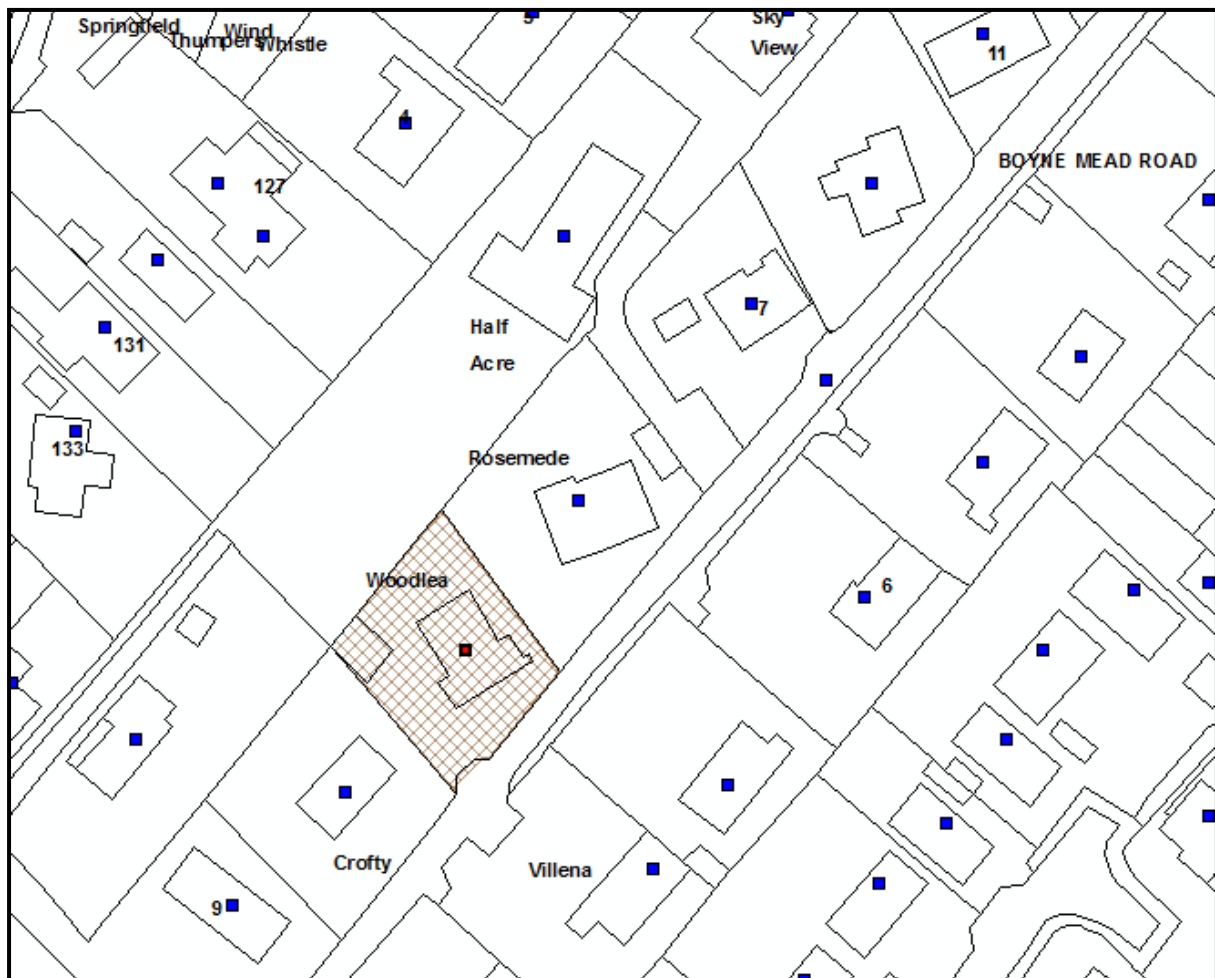 Springfield
Thumpers
Wind
Whistle
5
Sky
View
11
4
BOYNE MEAD ROAD
127
7
Half
Acre
131
133
Rosemede
Woodlea
6
Crofty
Villena
9